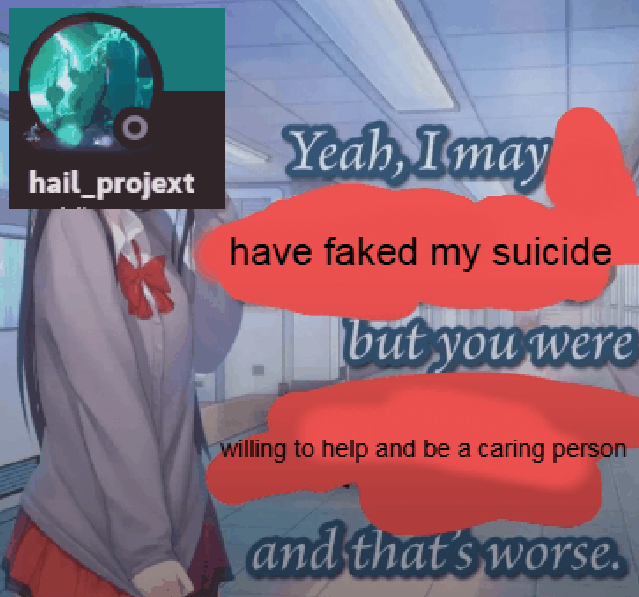 hail_projext
Yeah, I may
have faked my suicide
but you were
willing to help and be a caring person
and that's worse.